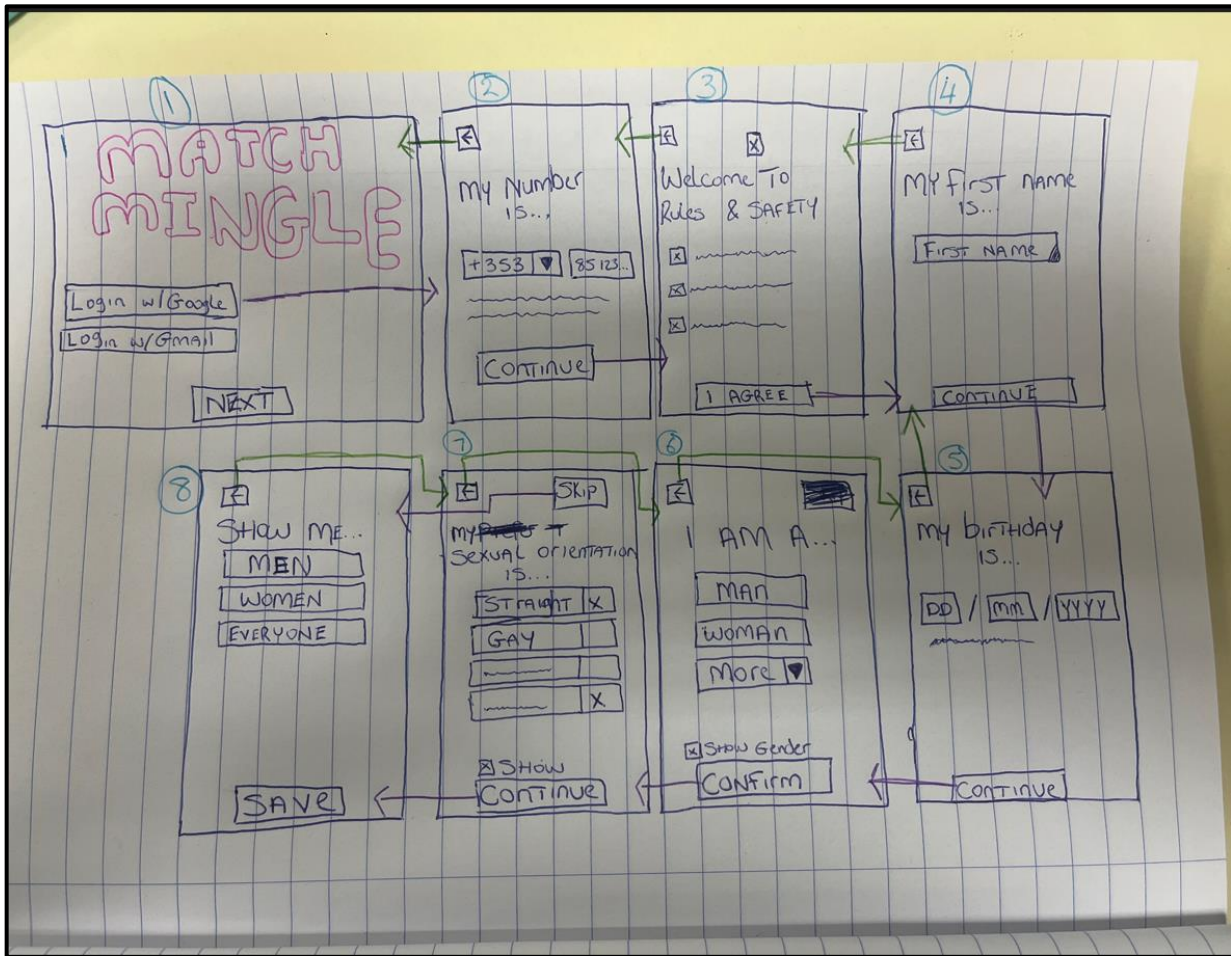 1
MATCH
MINGLE
Login w/Google
Login w/Gmail
NEXT
2
My Number
is...
+353
85 123...
Continue
3
X
Welcome To
Rules & SAFETY
X
X
X
I AGREE
4
MY First name
is...
First Name
Continue
5
my birthday
is...
DD / mm / YYYY
Continue
6
I AM A...
MAN
WOMAN
More
X Show Gender
CONFIRM
7
Skip
my
Sexual orientation
is...
STRAIGHT X
GAY
X
X SHOW
Continue
8
SHOW ME...
MEN
WOMEN
EVERYONE
SAVE